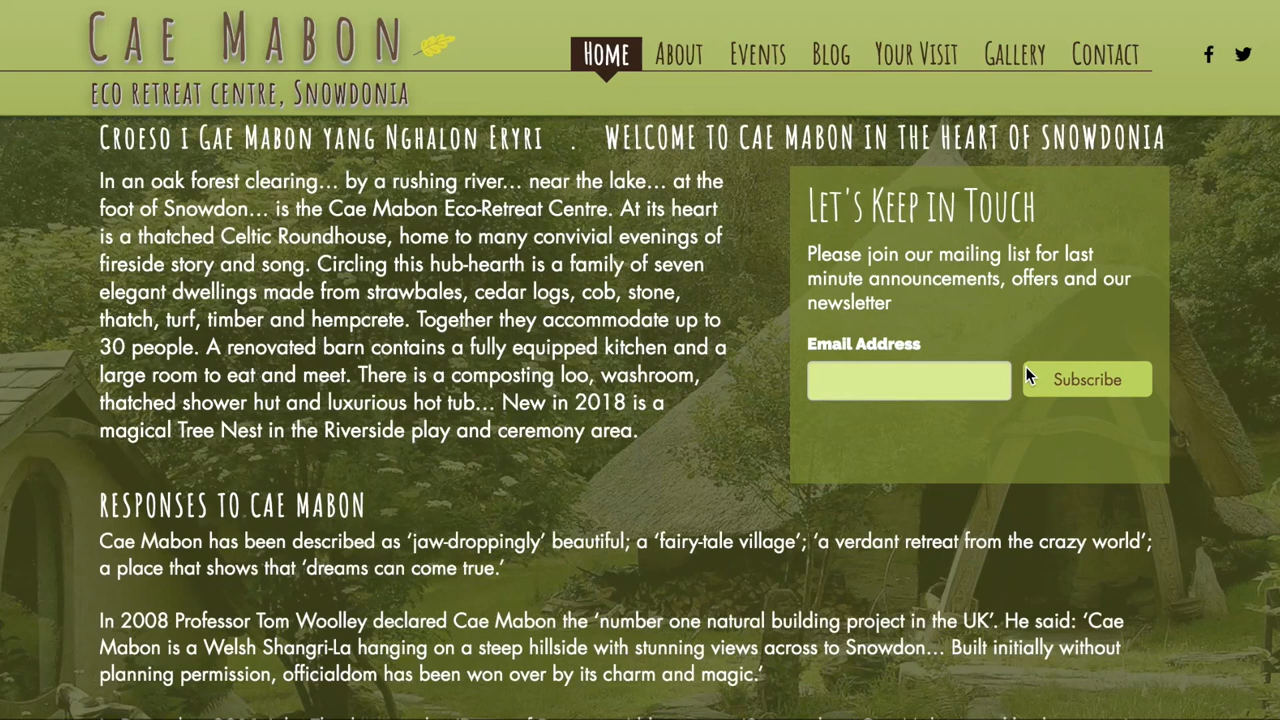 Cae Mabon
eco retreat centre, Snowdonia
Home About Events Blog Your Visit Gallery Contact
Croeso i Gae Mabon yang Nghalon Eryri . WELCOME TO CAE MABON IN THE HEART OF SNOWDONIA
In an oak forest clearing… by a rushing river… near the lake… at the
foot of Snowdon… is the Cae Mabon Eco-Retreat Centre. At its heart
is a thatched Celtic Roundhouse, home to many convivial evenings of
fireside story and song. Circling this hub-hearth is a family of seven
elegant dwellings made from strawbales, cedar logs, cob, stone,
thatch, turf, timber and hempcrete. Together they accommodate up to
30 people. A renovated barn contains a fully equipped kitchen and a
large room to eat and meet. There is a composting loo, washroom,
thatched shower hut and luxurious hot tub… New in 2018 is a
magical Tree Nest in the Riverside play and ceremony area.
Let's Keep in Touch
Please join our mailing list for last
minute announcements, offers and our
newsletter
Email Address
Subscribe
RESPONSES TO CAE MABON
Cae Mabon has been described as ‘jaw-droppingly’ beautiful; a ‘fairy-tale village’; ‘a verdant retreat from the crazy world’;
a place that shows that ‘dreams can come true.’
In 2008 Professor Tom Woolley declared Cae Mabon the ‘number one natural building project in the UK’. He said: ‘Cae
Mabon is a Welsh Shangri-La hanging on a steep hillside with stunning views across to Snowdon… Built initially without
planning permission, officialdom has been won over by its charm and magic.’